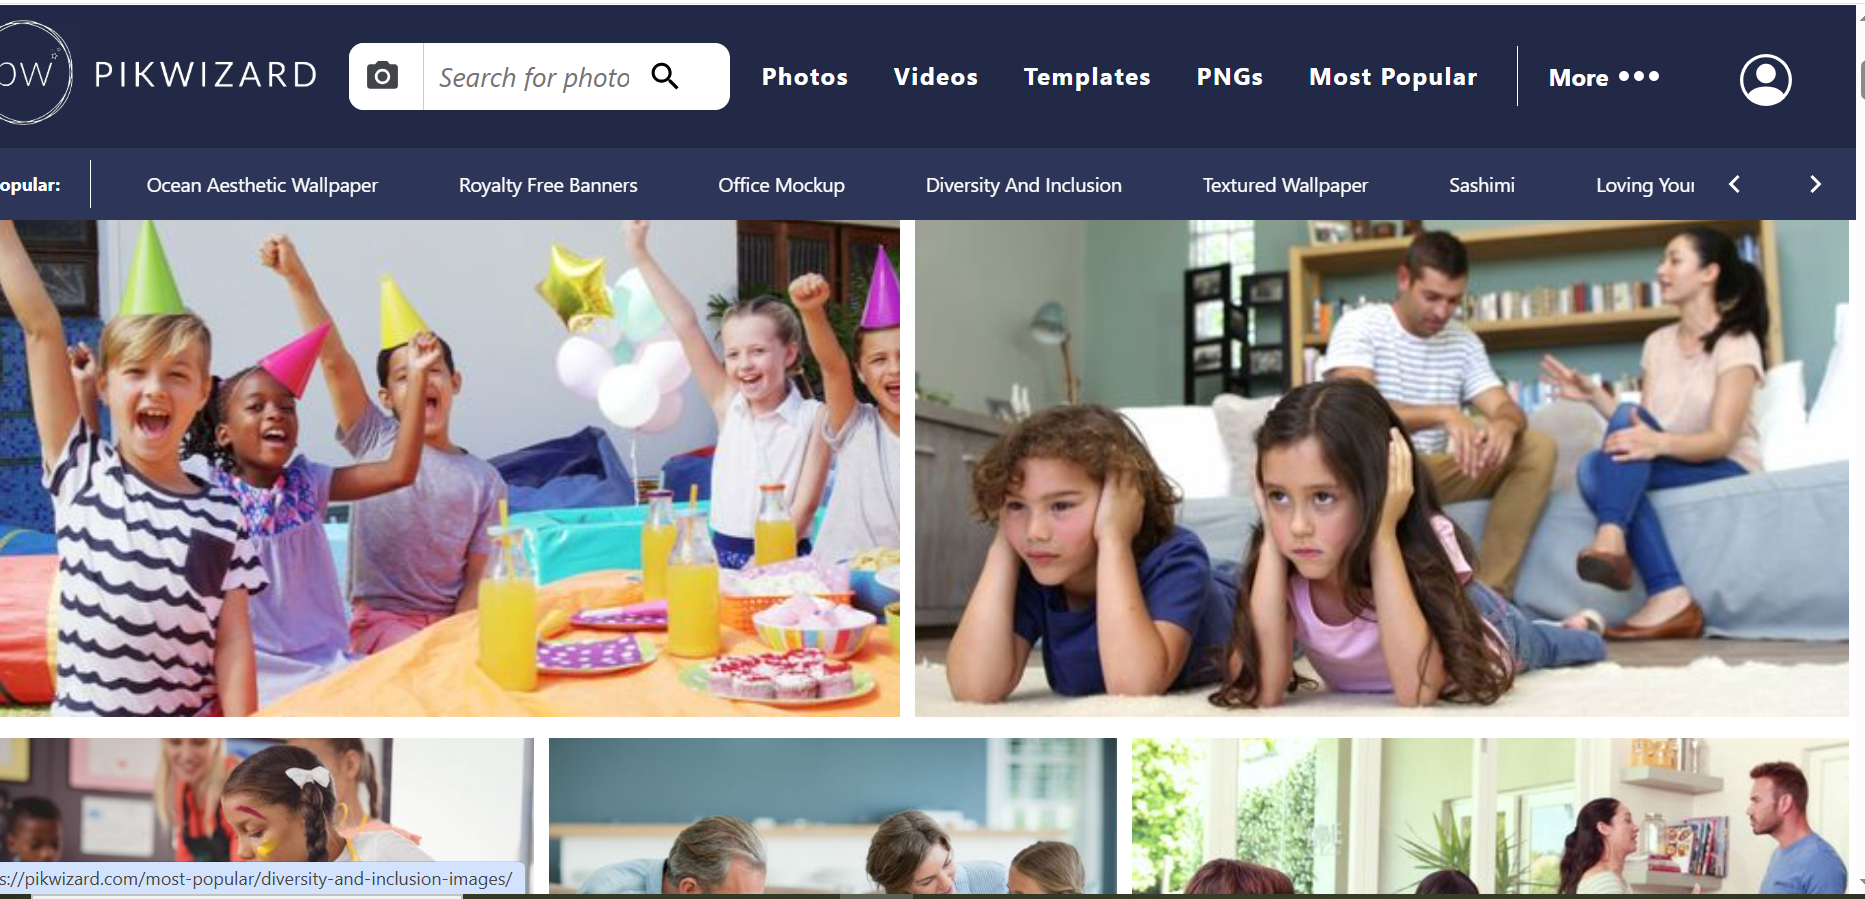 pw
PIKWIZARD
Search for photo
Photos
Videos
Templates
PNGs
Most Popular
More
opular:
Ocean Aesthetic Wallpaper
Royalty Free Banners
Office Mockup
Diversity And Inclusion
Textured Wallpaper
Sashimi
Loving Your
s://pikwizard.com/most-popular/diversity-and-inclusion-images/